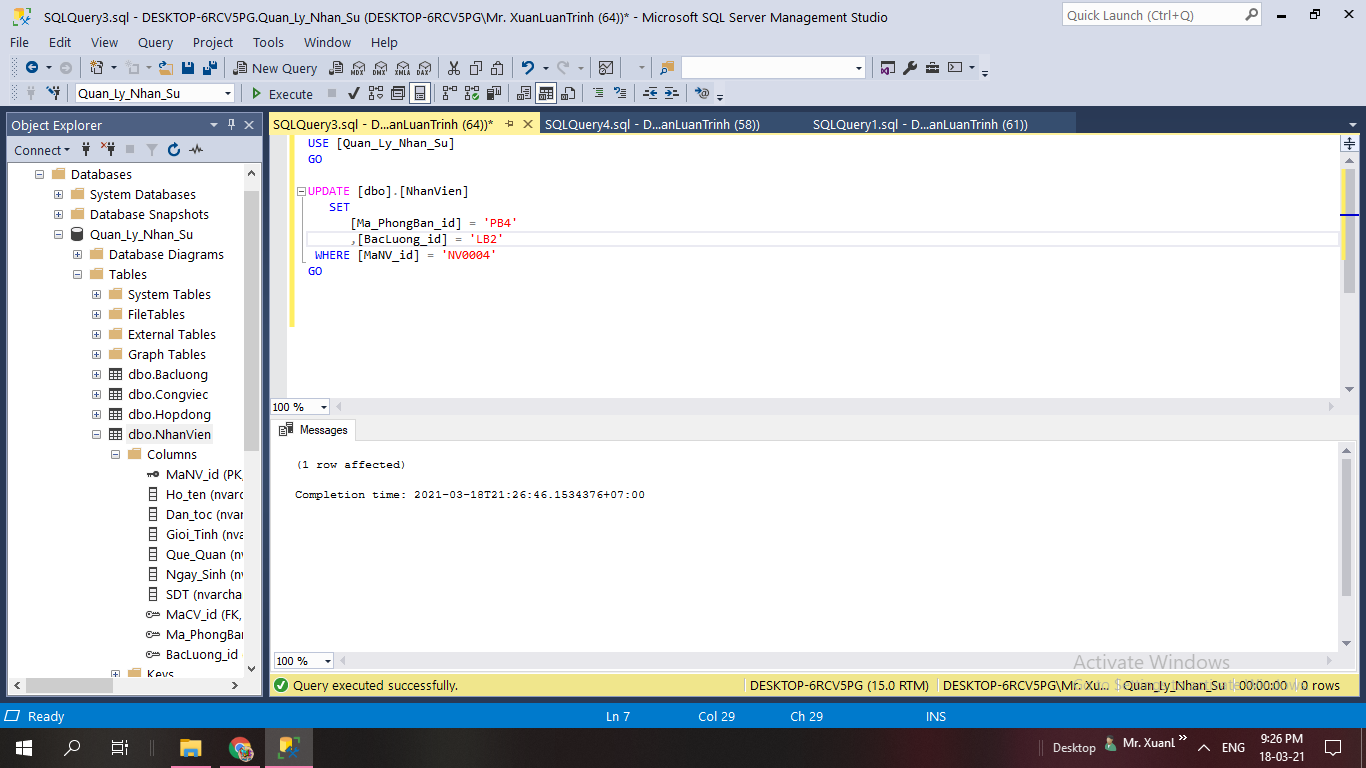 SQLQuery3.sql - DESKTOP-6RCV5PG.Quan_Ly_Nhan_Su (DESKTOP-6RCV5PG\Mr. XuanLuanTrinh (64))* - Microsoft SQL Server Management Studio
Quick Launch (Ctrl+Q)
File Edit View Query Project Tools Window Help
New Query
MDX DMX XMLA DAX
Quan_Ly_Nhan_Su
Execute
Object Explorer
SQLQuery3.sql - D...anLuanTrinh (64))*
SQLQuery4.sql - D...anLuanTrinh (58))
SQLQuery1.sql - D...anLuanTrinh (61))
Connect
Databases
System Databases
Database Snapshots
Quan_Ly_Nhan_Su
Database Diagrams
Tables
System Tables
FileTables
External Tables
Graph Tables
dbo.Bacluong
dbo.Congviec
dbo.Hopdong
dbo.NhanVien
Columns
MaNV_id (PK,
Ho_ten (nvarc
Dan_toc (nvar
Gioi_Tinh (nva
Que_Quan (nv
Ngay_Sinh (nv
SDT (nvarcha
MaCV_id (FK,
Ma_PhongBar
BacLuong_id
Keys
USE [Quan_Ly_Nhan_Su]
GO
UPDATE [dbo].[NhanVien]
SET
[Ma_PhongBan_id] = 'PB4'
,[BacLuong_id] = 'LB2'
WHERE [MaNV_id] = 'NV0004'
GO
100 %
Messages
(1 row affected)
Completion time: 2021-03-18T21:26:46.1534376+07:00
100 %
Activate Windows
Query executed successfully.
DESKTOP-6RCV5PG (15.0 RTM)
DESKTOP-6RCV5PG\Mr. Xu...
Quan_Ly_Nhan_Su
00:00:00
0 rows
Ready
Ln 7
Col 29
Ch 29
INS
Desktop
Mr. Xuanl
ENG
9:26 PM
18-03-21